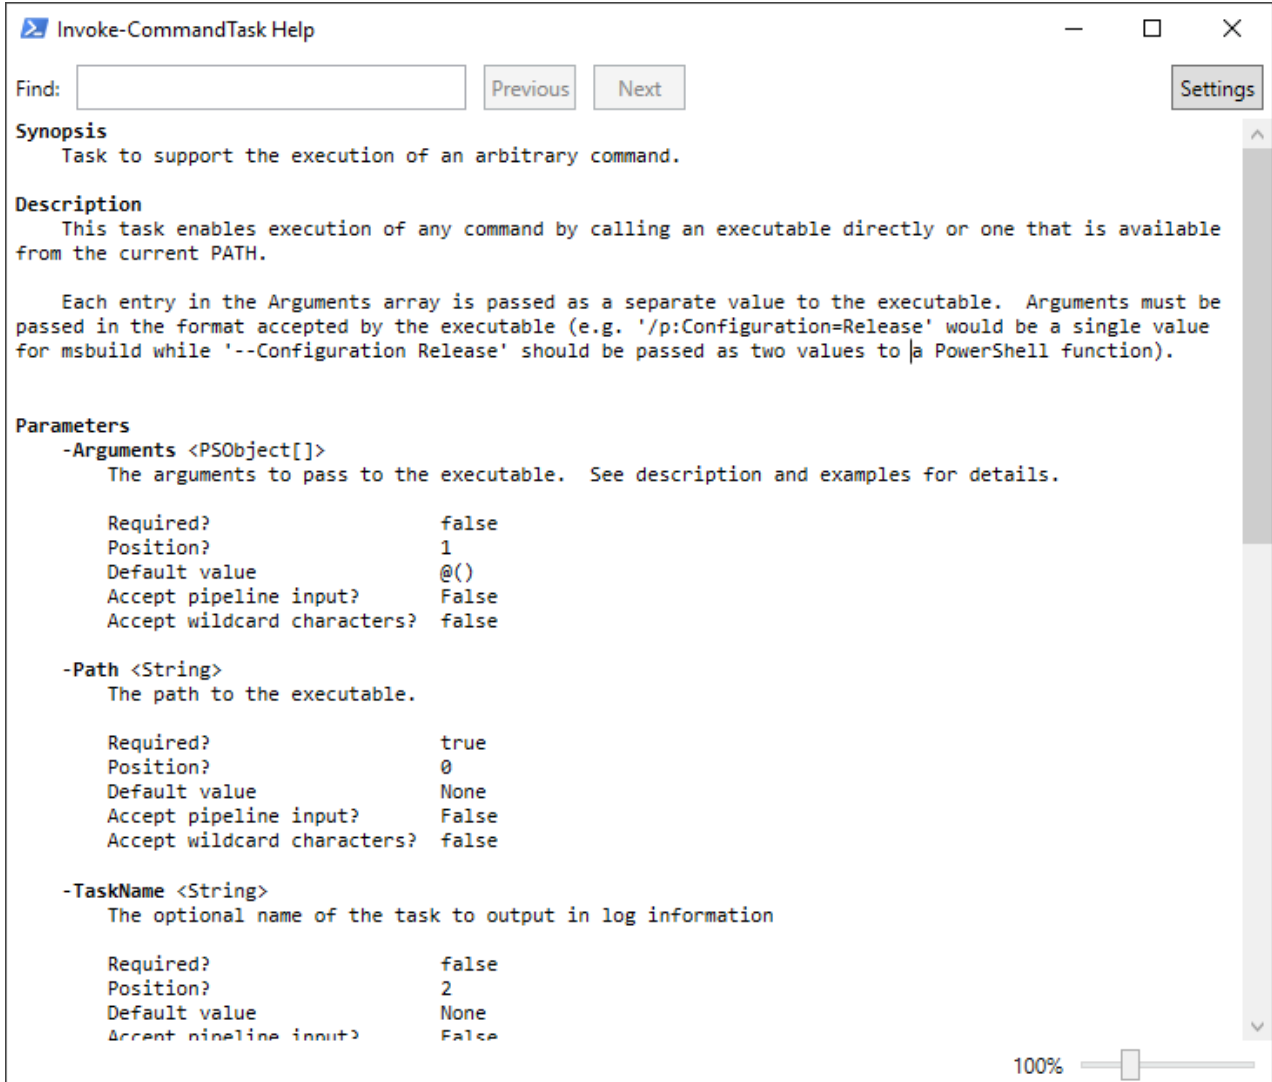 Invoke-CommandTask Help
Find:
Previous
Next
Settings
Synopsis
Task to support the execution of an arbitrary command.
Description
This task enables execution of any command by calling an executable directly or one that is available
from the current PATH.
Each entry in the Arguments array is passed as a separate value to the executable.  Arguments must be
passed in the format accepted by the executable (e.g. '/p:Configuration=Release' would be a single value
for msbuild while '--Configuration Release' should be passed as two values to a PowerShell function).
Parameters
-Arguments <PSObject[]>
The arguments to pass to the executable.  See description and examples for details.
Required? false
Position? 1
Default value @()
Accept pipeline input? False
Accept wildcard characters? false
-Path <String>
The path to the executable.
Required? true
Position? 0
Default value None
Accept pipeline input? False
Accept wildcard characters? false
-TaskName <String>
The optional name of the task to output in log information
Required? false
Position? 2
Default value None
Accept pipeline input? False
100%